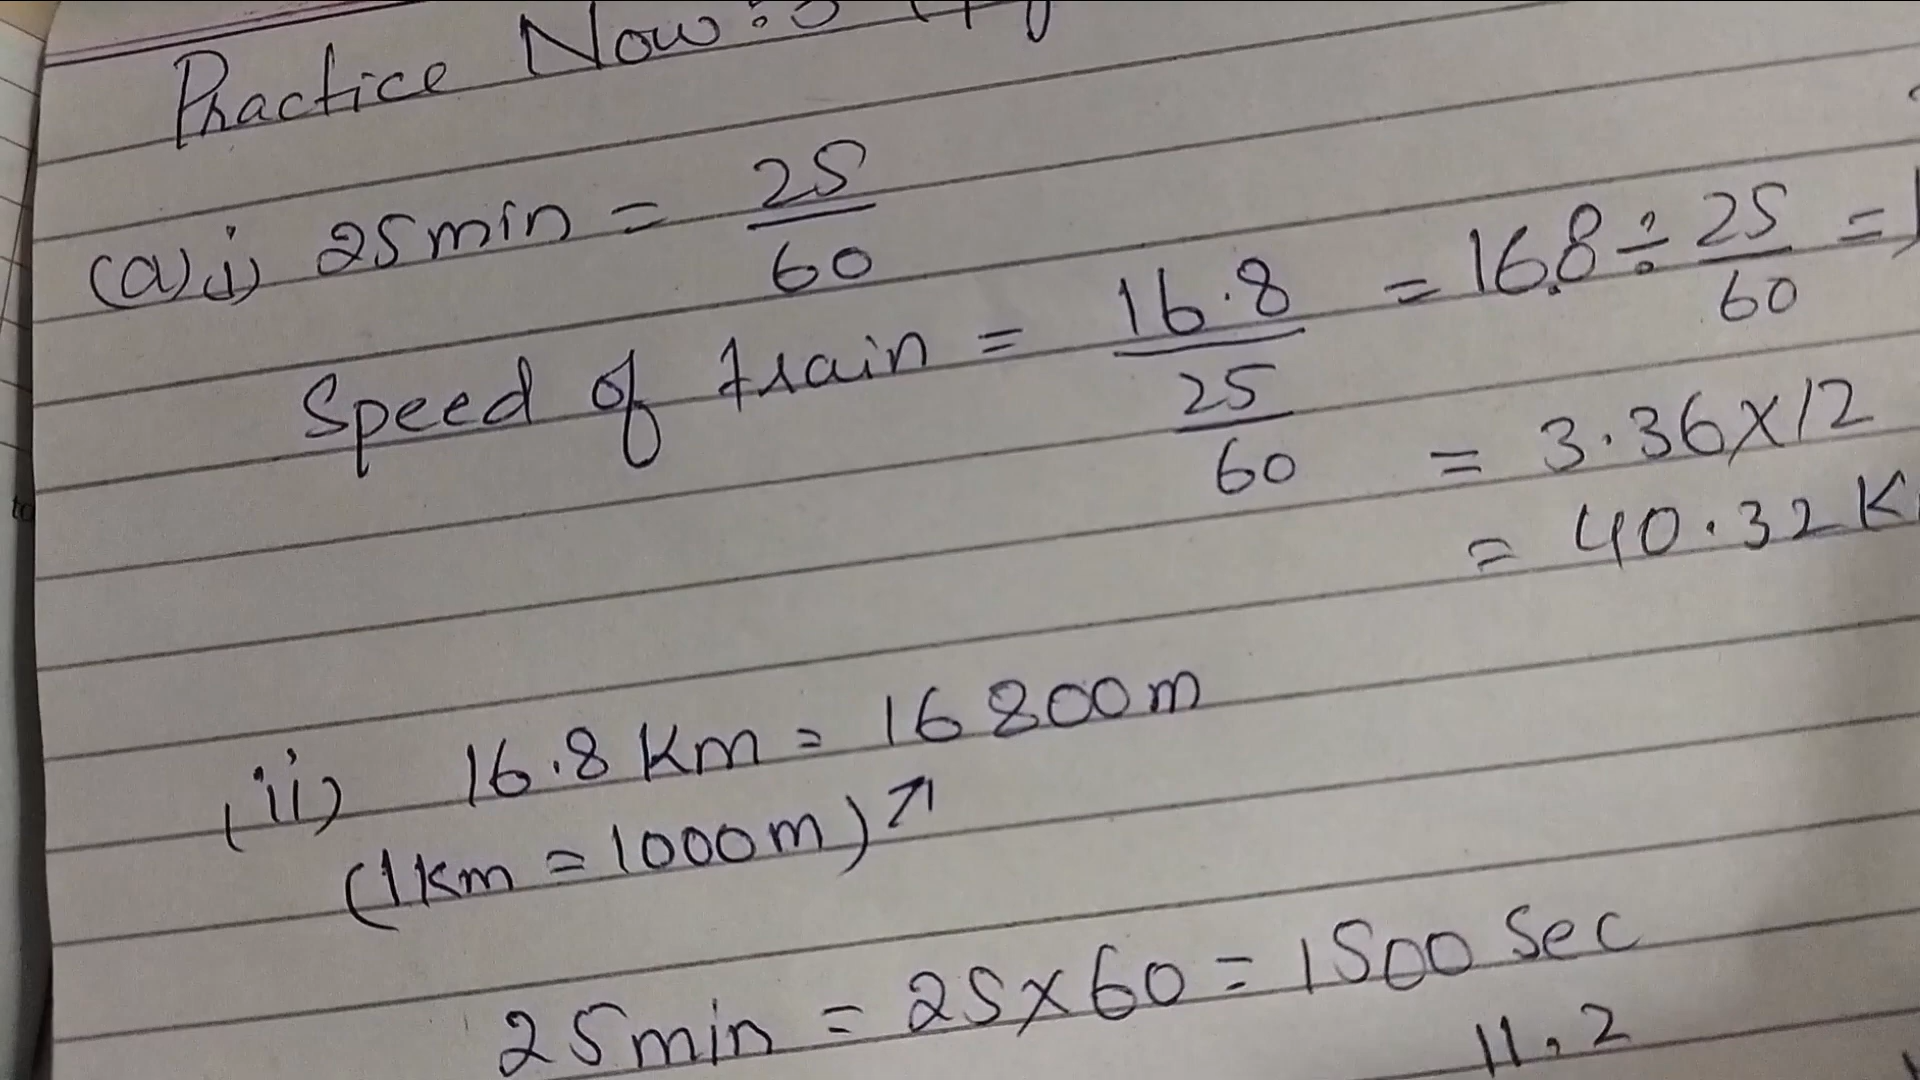 Practice Now :
(a) i) 25min = 25/60
Speed of train = 16.8 / 25/60 = 16.8 ÷ 25/60 =
= 3.36 x 12
= 40.32 K
(ii) 16.8 Km = 16800m
(1km = 1000m) ↗
25min = 25 x 60 = 1500 Sec
11.2